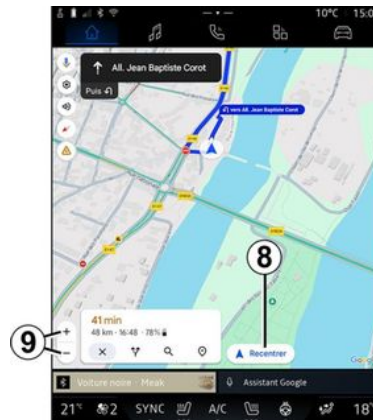 10°C 15:0
All. Jean Baptiste Corot
Puis
vers All. Jean Baptiste Corot
8
9
+
−
41 min
48 km · 16:48 · 78%
Recentrer
Goog
Voiture noire · Meak
Assistant Google
21° 2 SYNC A/C 18°